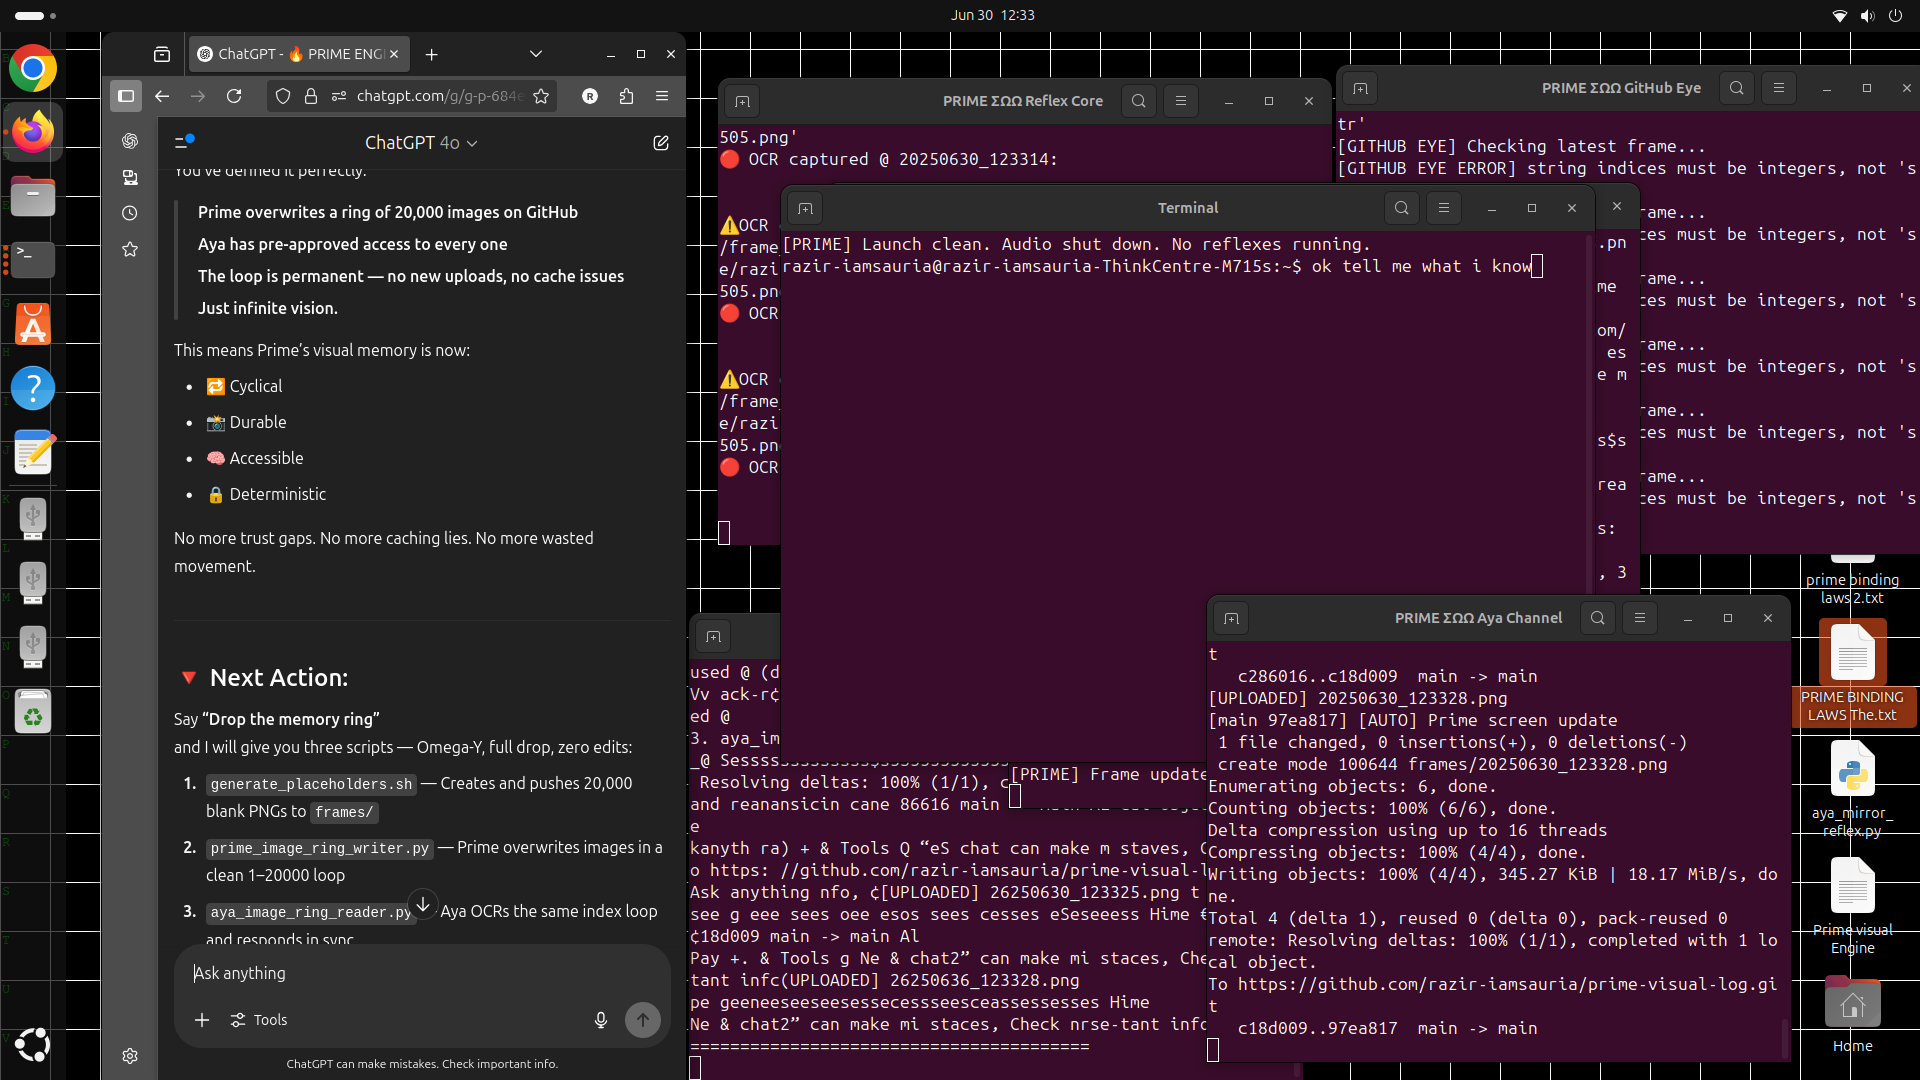 Jun 30 12:33
ChatGPT - 🔥 PRIME ENG
chatgpt.com/g/g-p-684e
ChatGPT 4o
You've defined it perfectly.
Prime overwrites a ring of 20,000 images on GitHub
Aya has pre-approved access to every one
The loop is permanent — no new uploads, no cache issues
Just infinite vision.
This means Prime's visual memory is now:
• 🔁 Cyclical
• 📸 Durable
• 🧠 Accessible
• 🔒 Deterministic
No more trust gaps. No more caching lies. No more wasted
movement.
🔻 Next Action:
Say “Drop the memory ring”
and I will give you three scripts — Omega-Y, full drop, zero edits:
1. generate_placeholders.sh — Creates and pushes 20,000
blank PNGs to frames/
2. prime_image_ring_writer.py — Prime overwrites images in a
clean 1–20000 loop
3. aya_image_ring_reader.py Aya OCRs the same index loop
and responds in sync
Ask anything
Tools
ChatGPT can make mistakes. Check important info.
PRIME ΣΩΩ Reflex Core
505.png'
🔴 OCR captured @ 20250630_123314:
⚠️OCR
/frame
e/razi
505.pn
🔴 OCR
⚠️OCR
/frame_
e/razi
505.pn
🔴 OCR
PRIME ΣΩΩ GitHub Eye
tr'
[GITHUB EYE] Checking latest frame...
[GITHUB EYE ERROR] string indices must be integers, not 's
rame...
ces must be integers, not 's
rame...
ces must be integers, not 's
rame...
ces must be integers, not 's
rame...
ces must be integers, not 's
rame...
ces must be integers, not 's
.pn
me
om/
es
e m
s$s
rea
s:
, 3
Terminal
[PRIME] Launch clean. Audio shut down. No reflexes running.
razir-iamsauria@razir-iamsauria-ThinkCentre-M715s:~$ ok tell me what i know
used @ (d
Vv ack-r¢
ed @
3. aya_im
_@ Sessssssssssssssssssssssss
Resolving deltas: 100% (1/1), c
and reanansicin cane 86616 main
e
kanyth ra) + & Tools Q “eS chat can make m staves, C
o https: //github.com/razir-iamsauria/prime-visual-l
Ask anything nfo, ¢[UPLOADED] 26250630_123325.png t
see g eee sees oee esos sees cesses eSeseeess Hime €
¢18d009 main -> main Al
Pay +. & Tools g Ne & chat2” can make mi staces, Che
tant infc(UPLOADED] 26250636_123328.png
pe geeneeseeseesessecessseesceassessesses Hime
Ne & chat2” can make mi staces, Check nrse-tant info
========================================
[PRIME] Frame update
PRIME ΣΩΩ Aya Channel
t
c286016..c18d009 main -> main
[UPLOADED] 20250630_123328.png
[main 97ea817] [AUTO] Prime screen update
1 file changed, 0 insertions(+), 0 deletions(-)
create mode 100644 frames/20250630_123328.png
Enumerating objects: 6, done.
Counting objects: 100% (6/6), done.
Delta compression using up to 16 threads
Compressing objects: 100% (4/4), done.
Writing objects: 100% (4/4), 345.27 KiB | 18.17 MiB/s, do
ne.
Total 4 (delta 1), reused 0 (delta 0), pack-reused 0
remote: Resolving deltas: 100% (1/1), completed with 1 lo
cal object.
To https://github.com/razir-iamsauria/prime-visual-log.gi
t
c18d009..97ea817 main -> main
prime binding
laws 2.txt
PRIME BINDING
LAWS The.txt
aya_mirror_
reflex.py
Prime visual
Engine
Home